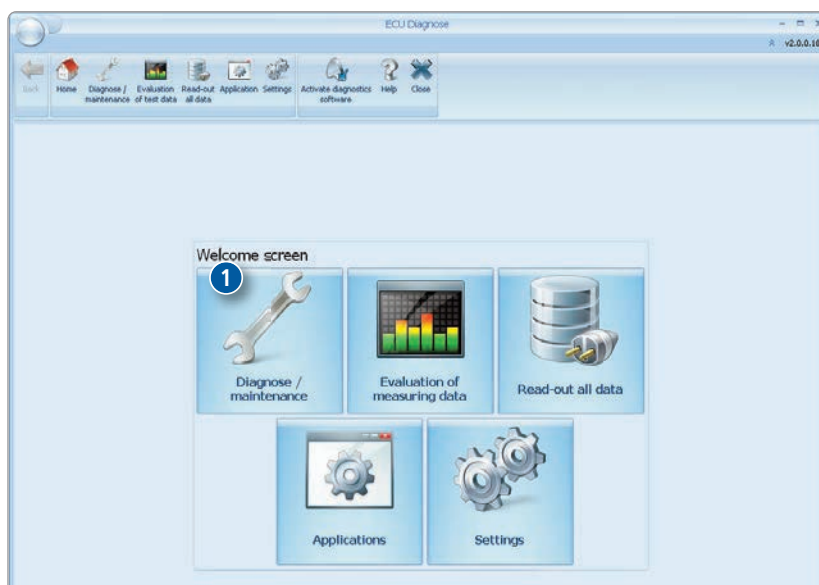 ECU Diagnose
v2.0.0.10
Back Home Diagnose / Evaluation Read-out Application Settings Activate diagnostics Help Close
maintenance of test data all data software
Welcome screen
1
Diagnose / Evaluation of Read-out all data
maintenance measuring data
Applications Settings